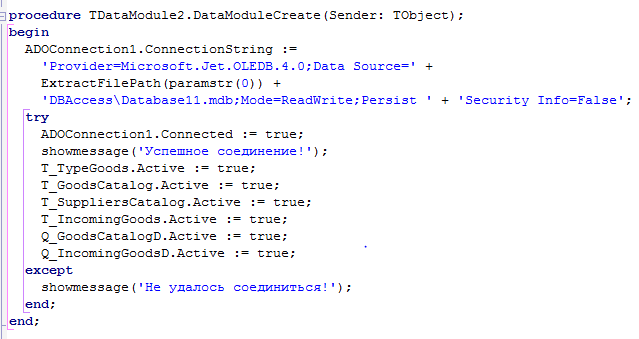 procedure TDataModule2.DataModuleCreate(Sender: TObject);
begin
  ADOConnection1.ConnectionString :=
    'Provider=Microsoft.Jet.OLEDB.4.0;Data Source=' +
    ExtractFilePath(paramstr(0)) +
    'DBAccess\Database11.mdb;Mode=ReadWrite;Persist ' + 'Security Info=False';
  try
    ADOConnection1.Connected := true;
    showmessage('Успешное соединение!');
    T_TypeGoods.Active := true;
    T_GoodsCatalog.Active := true;
    T_SuppliersCatalog.Active := true;
    T_IncomingGoods.Active := true;
    Q_GoodsCatalogD.Active := true;
    Q_IncomingGoodsD.Active := true;
  except
    showmessage('Не удалось соединиться!');
  end;
end;